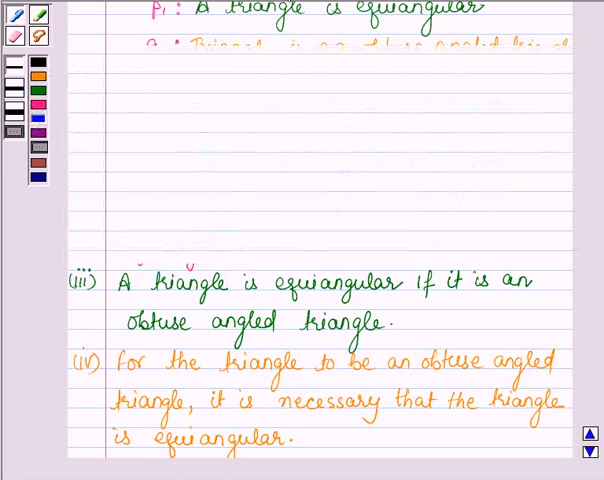 p₁ : A triangle is equiangular
(iii) A triangle is equiangular if it is an
obtuse angled triangle.
(iv) for the triangle to be an obtuse angled
triangle, it is necessary that the triangle
is equiangular.